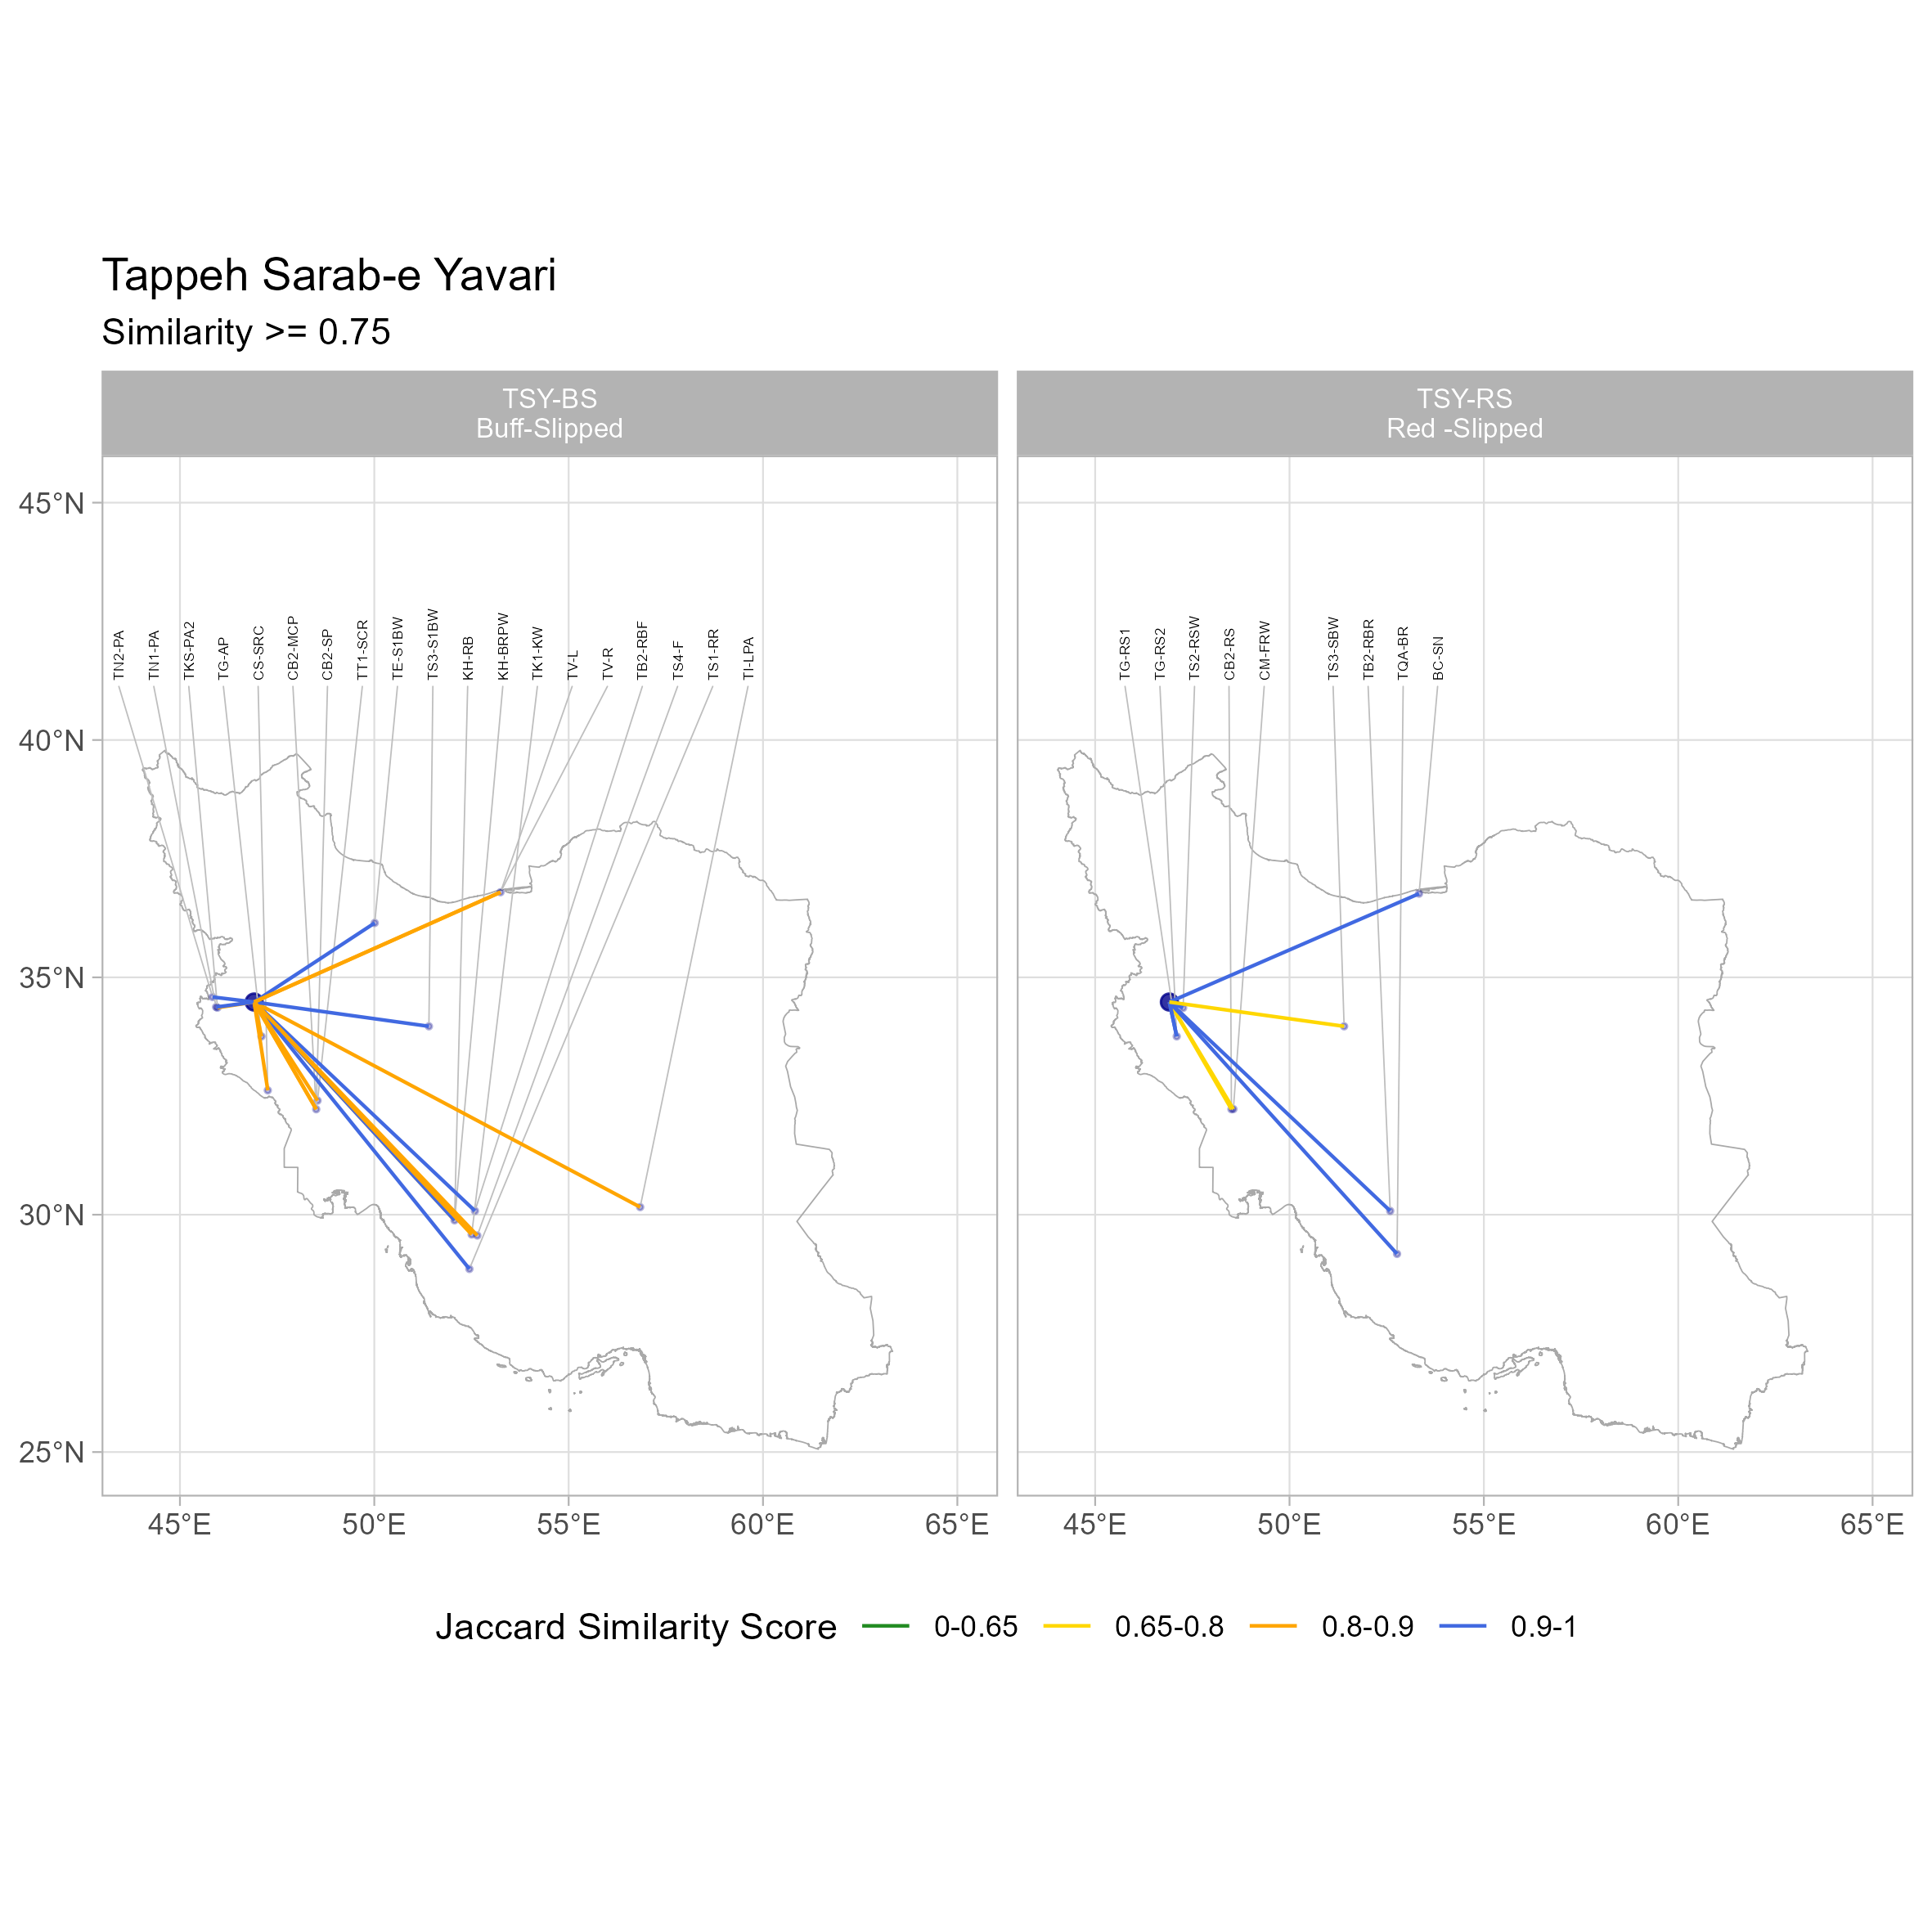 Tappeh Sarab-e Yavari
Similarity >= 0.75
TSY-BS
Buff-Slipped
TSY-RS
Red -Slipped
45°N
40°N
35°N
30°N
25°N
TN2-PA
TN1-PA
TKS-PA2
TG-AP
CS-SRC
CB2-MCP
CB2-SP
TT1-SCR
TE-S1BW
TS3-S1BW
KH-RB
KH-BRPW
TK1-KW
TV-L
TV-R
TB2-RBF
TS4-F
TS1-RR
TI-LPA
TG-RS1
TG-RS2
TS2-RSW
CB2-RS
CM-FRW
TS3-SBW
TB2-RBR
TQA-BR
BC-SN
45°E 50°E 55°E 60°E 65°E
45°E 50°E 55°E 60°E 65°E
Jaccard Similarity Score 0-0.65 0.65-0.8 0.8-0.9 0.9-1